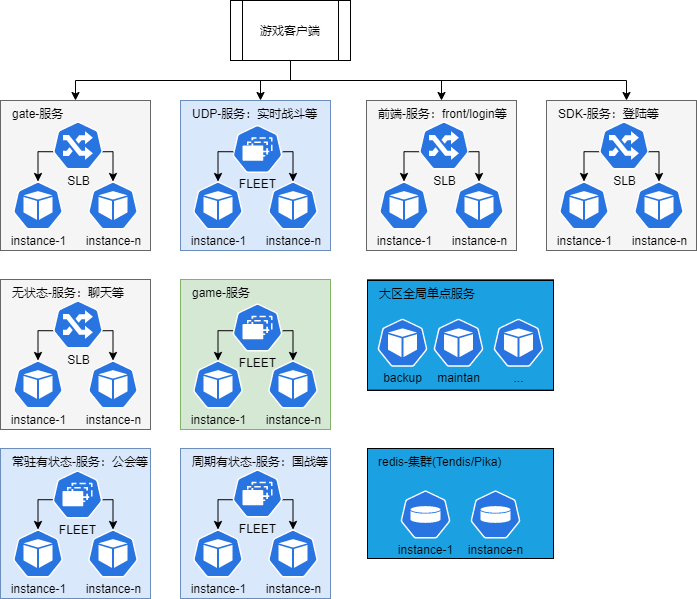 游戏客户端
gate-服务
SLB
instance-1
instance-n
UDP-服务：实时战斗等
FLEET
instance-1
instance-n
前端-服务：front/login等
SLB
instance-1
instance-n
SDK-服务：登陆等
SLB
instance-1
instance-n
无状态-服务：聊天等
SLB
instance-1
instance-n
game-服务
FLEET
instance-1
instance-n
大区全局单点服务
backup
maintan
...
常驻有状态-服务：公会等
FLEET
instance-1
instance-n
周期有状态-服务：国战等
FLEET
instance-1
instance-n
redis-集群(Tendis/Pika)
instance-1
instance-n